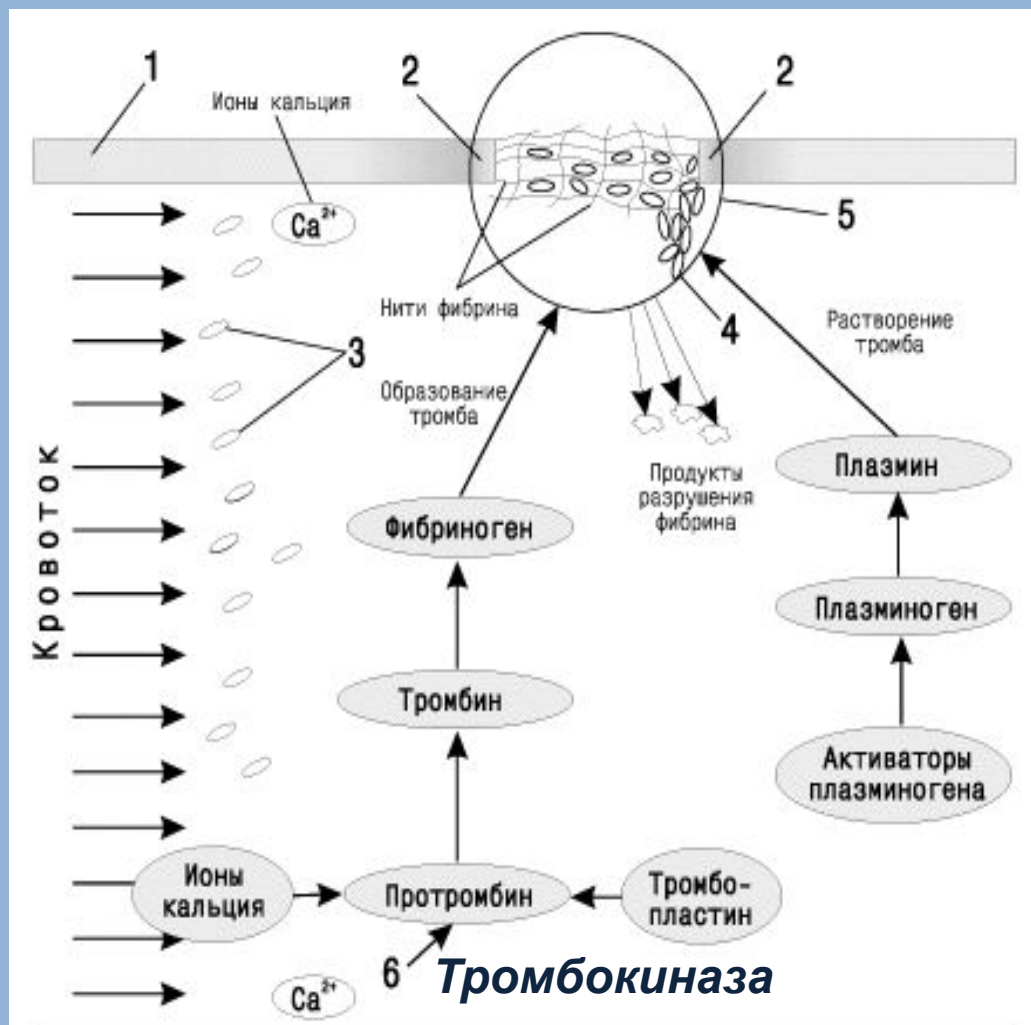 1
2
2
Ионы кальция
Ca²⁺
5
Нити фибрина
4
Растворение
тромба
3
Образование
тромба
Кровоток
Продукты
разрушения
фибрина
Плазмин
Фибриноген
Плазминоген
Тромбин
Активаторы
плазминогена
Ионы
кальция
Протромбин
Тромбо-
пластин
6
Тромбокиназа
Ca²⁺